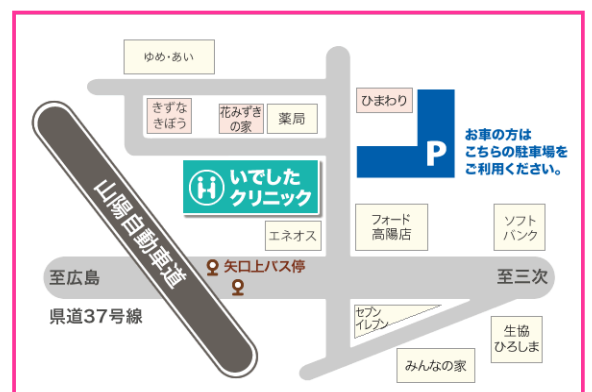 ゆめ・あい
きずな
きぼう
花みずき
の家
薬局
ひまわり
P
お車の方は
こちらの駐車場を
ご利用ください。
いでした
クリニック
エネオス
フォード
高陽店
ソフト
バンク
山陽自動車道
矢口上バス停
至広島
至三次
県道37号線
セブン
イレブン
生協
ひろしま
みんなの家